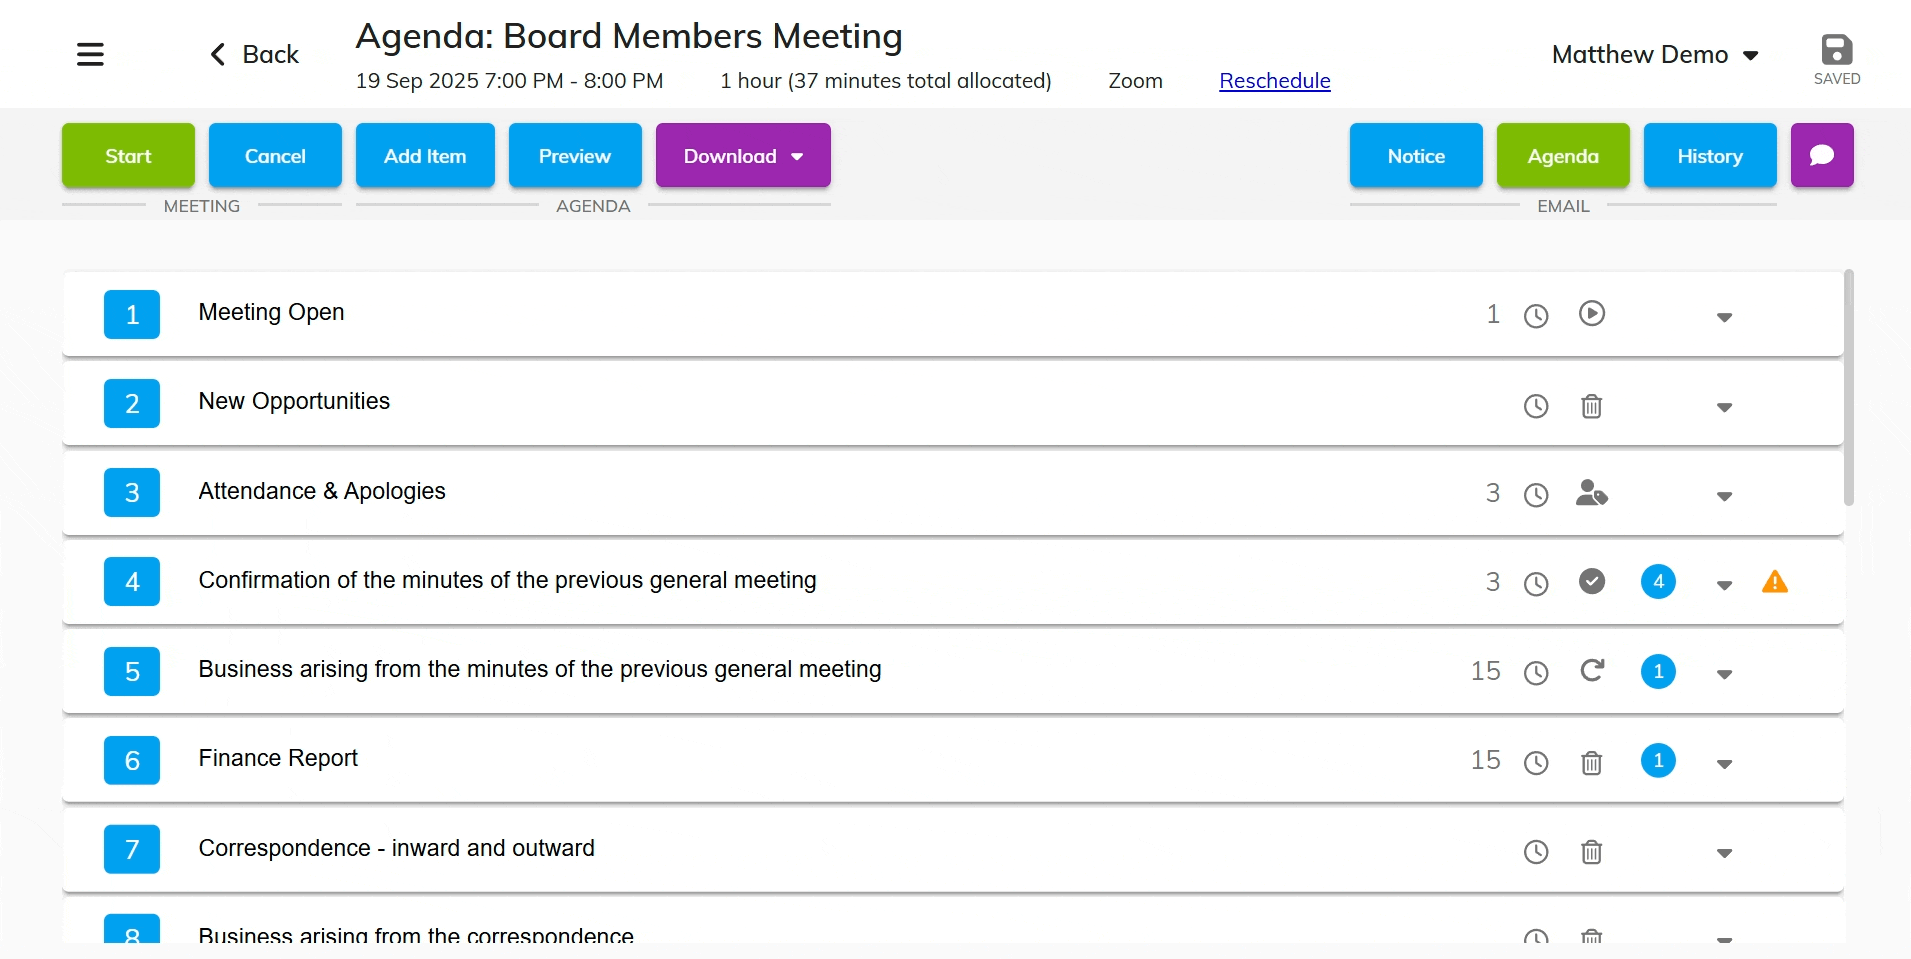 Agenda: Board Members Meeting
Back
Matthew Demo
SAVED
19 Sep 2025 7:00 PM - 8:00 PM 1 hour (37 minutes total allocated) Zoom Reschedule
Start Cancel Add Item Preview Download Notice Agenda History
MEETING AGENDA EMAIL
1 Meeting Open 1
2 New Opportunities
3 Attendance & Apologies 3
4 Confirmation of the minutes of the previous general meeting 3 4
5 Business arising from the minutes of the previous general meeting 15 1
6 Finance Report 15 1
7 Correspondence - inward and outward
8 Business arising from the correspondence